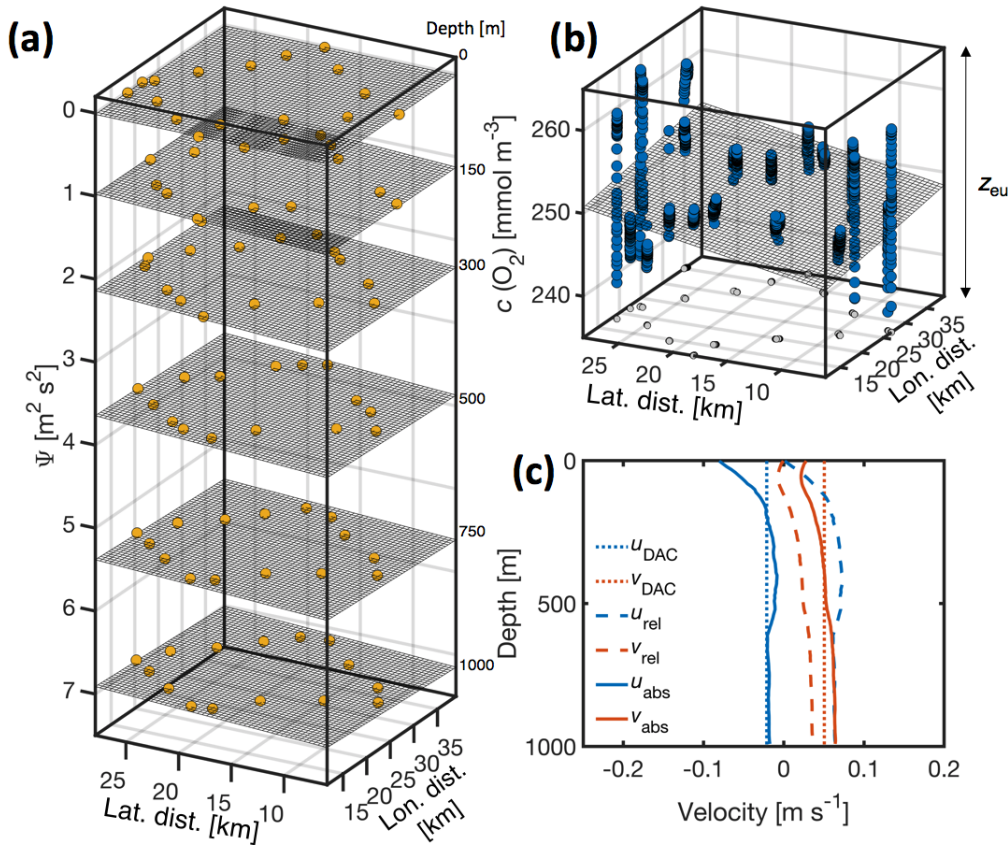 (a)
Depth [m]
0
150
300
500
750
1000
0
1
2
3
4
5
6
7
Ψ [m² s²]
25
20
15
10
Lat. dist. [km]
15
20
25
30
35
Lon. dist.
[km]
(b)
260
250
240
c (O₂) [mmol m⁻³]
z_eu
25
20
15
10
Lat. dist. [km]
15
20
25
30
35
Lon. dist.
[km]
(c)
0
500
1000
Depth [m]
u_DAC
v_DAC
u_rel
v_rel
u_abs
v_abs
-0.2
-0.1
0
0.1
0.2
Velocity [m s⁻¹]